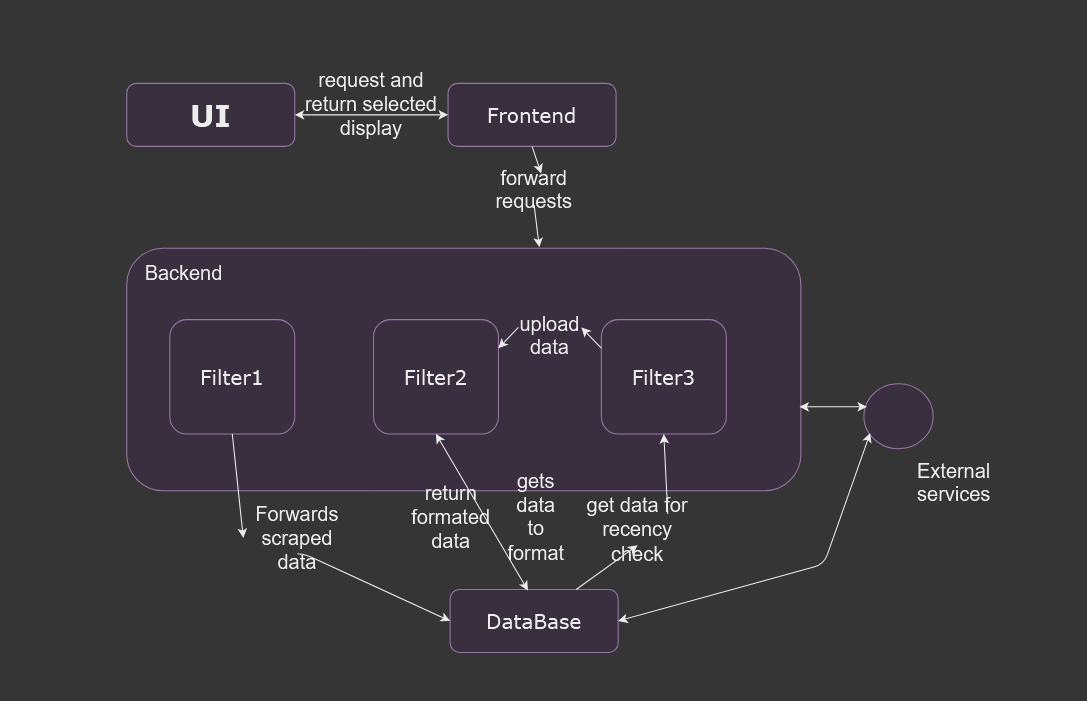 UI
request and
return selected
display
Frontend
forward
requests
Backend
Filter1
Filter2
upload
data
Filter3
External
services
Forwards
scraped
data
return
formated
data
gets
data
to
format
get data for
recency
check
DataBase